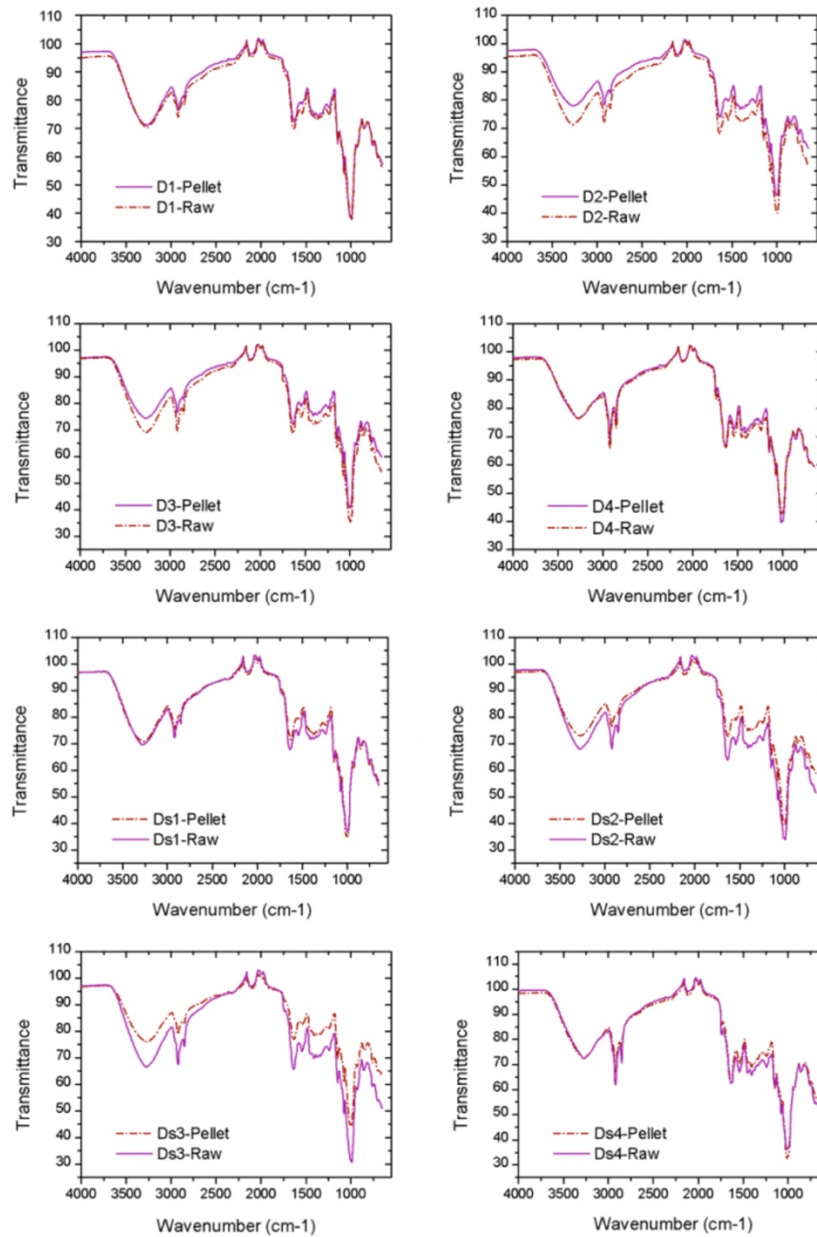 110
100
90
80
70
60
50
40
30
Transmittance
D1-Pellet
D1-Raw
4000 3500 3000 2500 2000 1500 1000
Wavenumber (cm-1)
110
100
90
80
70
60
50
40
30
Transmittance
D2-Pellet
D2-Raw
4000 3500 3000 2500 2000 1500 1000
Wavenumber (cm-1)
110
100
90
80
70
60
50
40
30
Transmittance
D3-Pellet
D3-Raw
4000 3500 3000 2500 2000 1500 1000
Wavenumber (cm-1)
110
100
90
80
70
60
50
40
30
Transmittance
D4-Pellet
D4-Raw
4000 3500 3000 2500 2000 1500 1000
Wavenumber (cm-1)
110
100
90
80
70
60
50
40
30
Transmittance
Ds1-Pellet
Ds1-Raw
4000 3500 3000 2500 2000 1500 1000
Wavenumber (cm-1)
110
100
90
80
70
60
50
40
30
Transmittance
Ds2-Pellet
Ds2-Raw
4000 3500 3000 2500 2000 1500 1000
Wavenumber (cm-1)
110
100
90
80
70
60
50
40
30
Transmittance
Ds3-Pellet
Ds3-Raw
4000 3500 3000 2500 2000 1500 1000
Wavenumber (cm-1)
110
100
90
80
70
60
50
40
30
Transmittance
Ds4-Pellet
Ds4-Raw
4000 3500 3000 2500 2000 1500 1000
Wavenumber (cm-1)